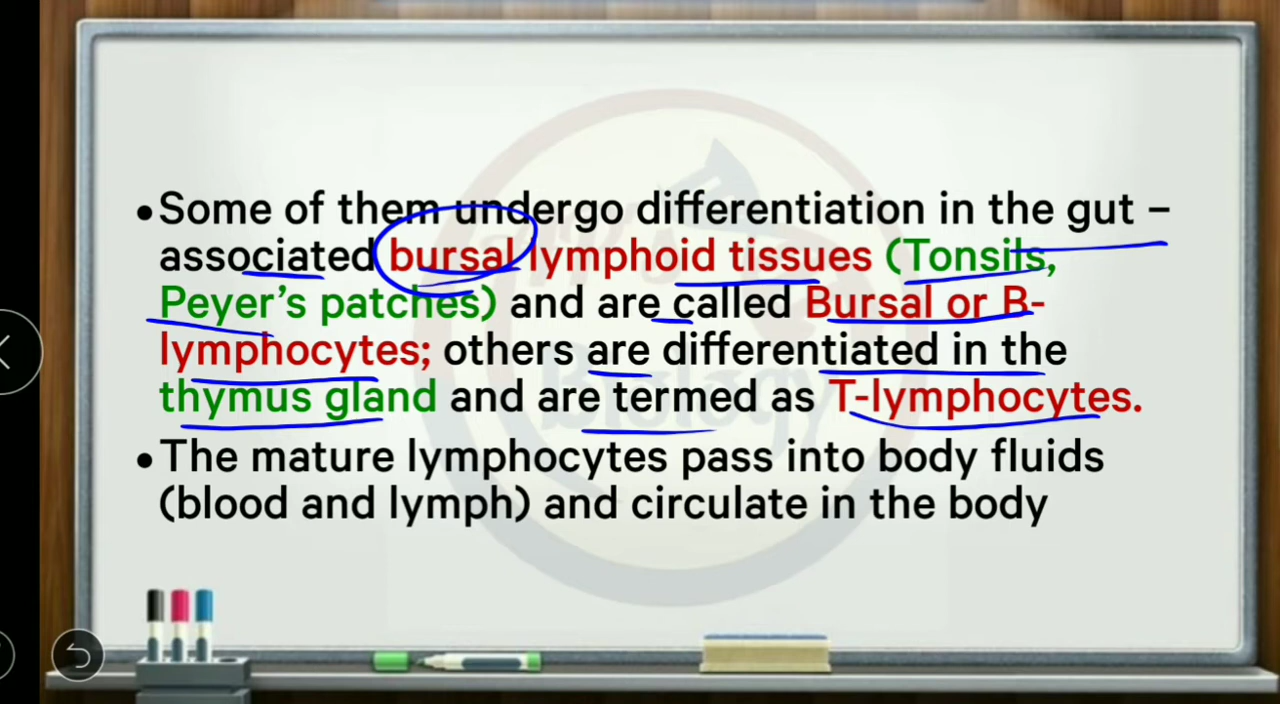 •Some of them undergo differentiation in the gut –
associated bursal lymphoid tissues (Tonsils,
Peyer's patches) and are called Bursal or B-
lymphocytes; others are differentiated in the
thymus gland and are termed as T-lymphocytes.
•The mature lymphocytes pass into body fluids
(blood and lymph) and circulate in the body